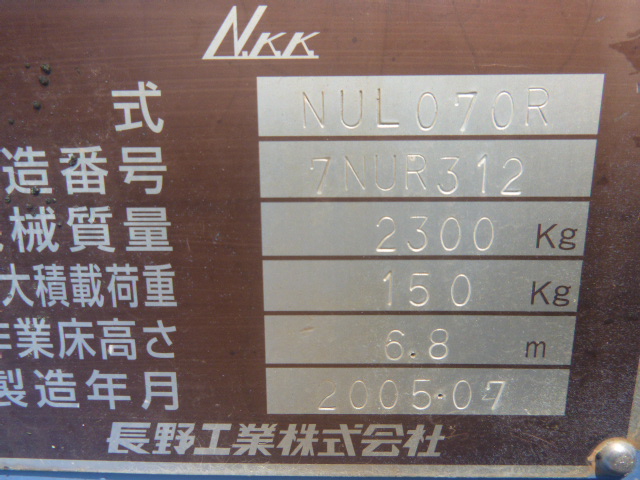 N.K.K.
式 NUL070R
造番号 7NUR312
械質量 2300 Kg
大積載荷重 150 Kg
業床高さ 6.8 m
製造年月 2005.07
長野工業株式会社